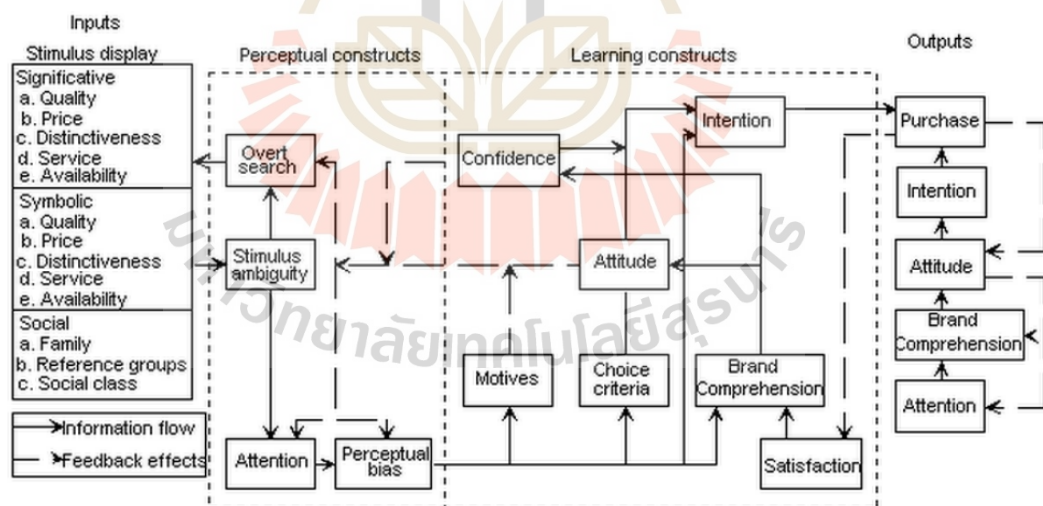 Inputs
Stimulus display
Significative
a. Quality
b. Price
c. Distinctiveness
d. Service
e. Availability
Symbolic
a. Quality
b. Price
c. Distinctiveness
d. Service
e. Availability
Social
a. Family
b. Reference groups
c. Social class
Information flow
Feedback effects
Perceptual constructs
Overt
search
Stimulus
ambiguity
Attention
Perceptual
bias
Learning constructs
Confidence
Intention
Attitude
Motives
Choice
criteria
Brand
Comprehension
Satisfaction
Outputs
Purchase
Intention
Attitude
Brand
Comprehension
Attention
มหาวิทยาลัยเทคโนโลยีสุรนารี